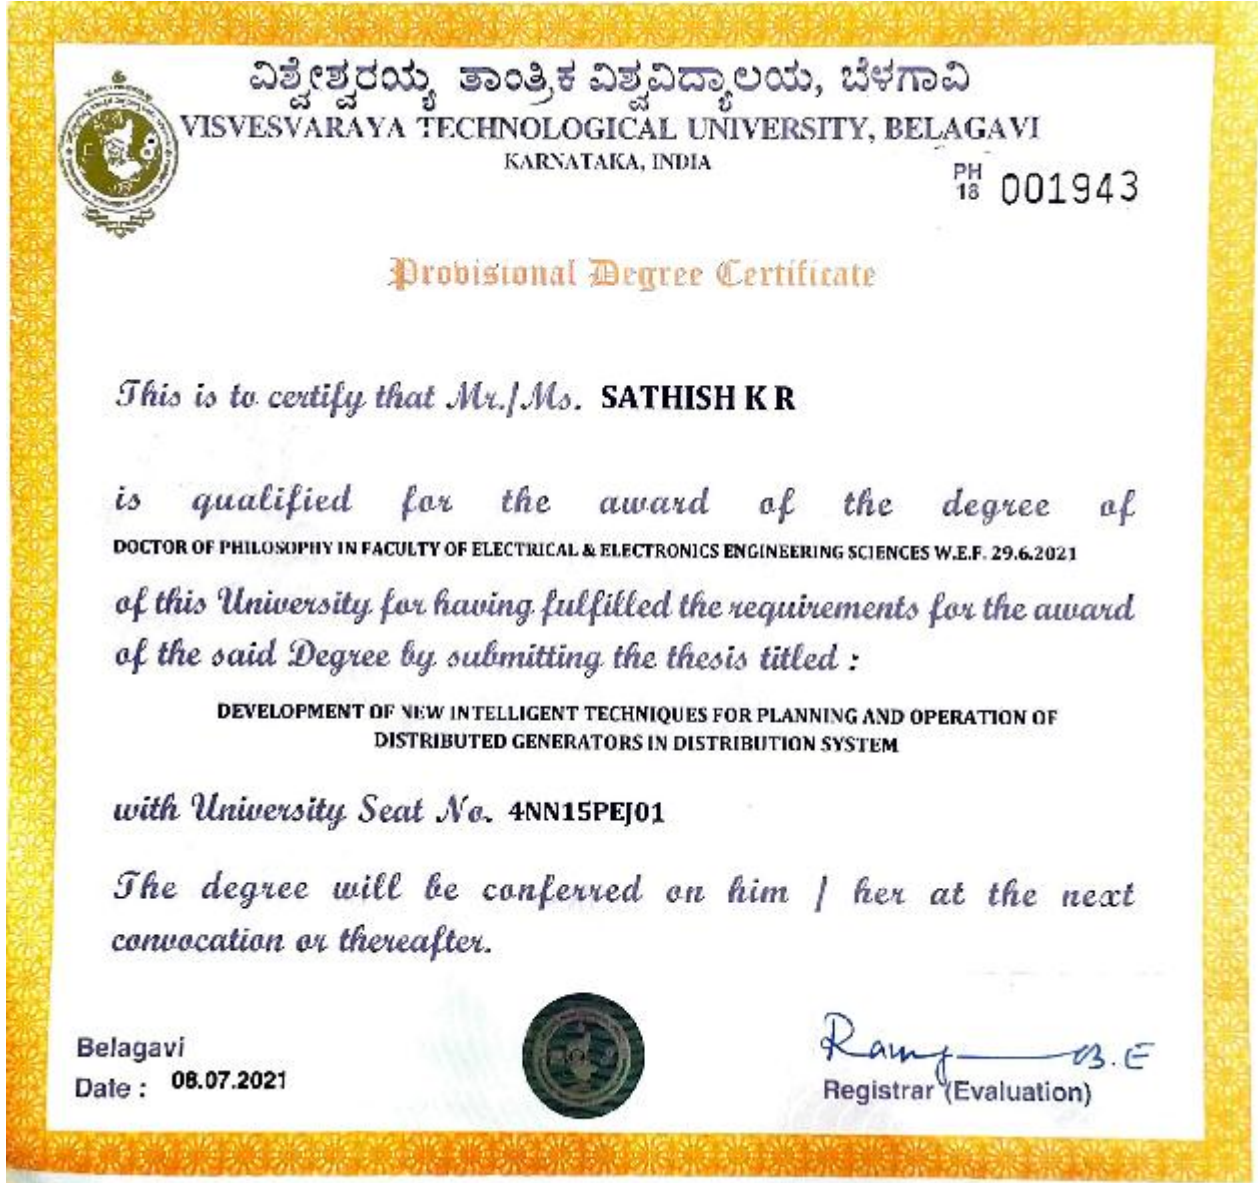 ವಿಶ್ವೇಶ್ವರಯ್ಯ ತಾಂತ್ರಿಕ ವಿಶ್ವವಿದ್ಯಾಲಯ, ಬೆಳಗಾವಿ
VISVESVARAYA TECHNOLOGICAL UNIVERSITY, BELAGAVI
KARNATAKA, INDIA
PH 18 001943
Provisional Degree Certificate
This is to certify that Mr./Ms. SATHISH K R
is qualified for the award of the degree of
DOCTOR OF PHILOSOPHY IN FACULTY OF ELECTRICAL & ELECTRONICS ENGINEERING SCIENCES W.E.F. 29.6.2021
of this University for having fulfilled the requirements for the award
of the said Degree by submitting the thesis titled :
DEVELOPMENT OF NEW INTELLIGENT TECHNIQUES FOR PLANNING AND OPERATION OF
DISTRIBUTED GENERATORS IN DISTRIBUTION SYSTEM
with University Seat No. 4NN15PEJ01
The degree will be conferred on him / her at the next
convocation or thereafter.
Belagavi
Date : 08.07.2021
B.E
Registrar (Evaluation)